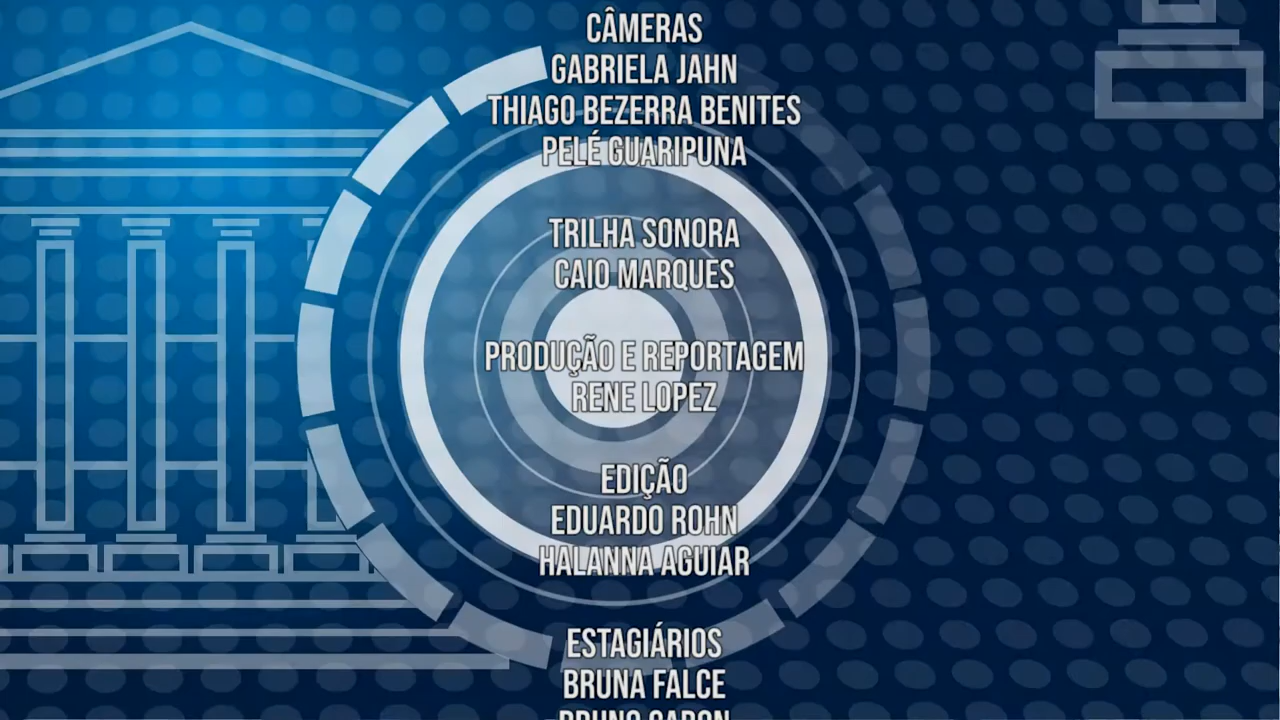 CÂMERAS
GABRIELA JAHN
THIAGO BEZERRA BENITES
PELÉ GUARIPUNA
TRILHA SONORA
CAIO MARQUES
PRODUÇÃO E REPORTAGEM
RENE LOPEZ
EDIÇÃO
EDUARDO ROHN
HALANNA AGUIAR
ESTAGIÁRIOS
BRUNA FALCE
BRUNO